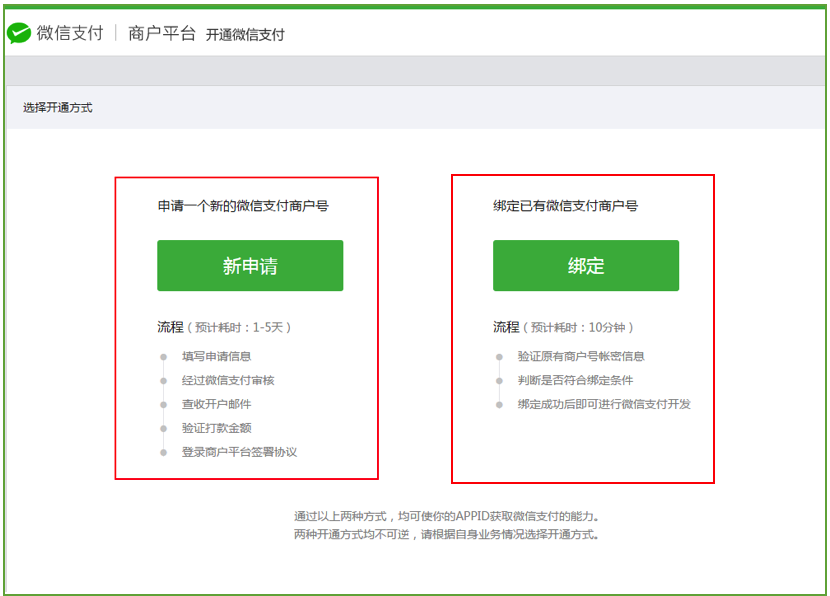 微信支付 商户平台 开通微信支付
选择开通方式
申请一个新的微信支付商户号
新申请
流程（预计耗时：1-5天）
填写申请信息
经过微信支付审核
查收开户邮件
验证打款金额
登录商户平台签署协议
绑定已有微信支付商户号
绑定
流程（预计耗时：10分钟）
验证原有商户号帐密信息
判断是否符合绑定条件
绑定成功后即可进行微信支付开发
通过以上两种方式，均可使你的APPID获取微信支付的能力。
两种开通方式均不可逆，请根据自身业务情况选择开通方式。